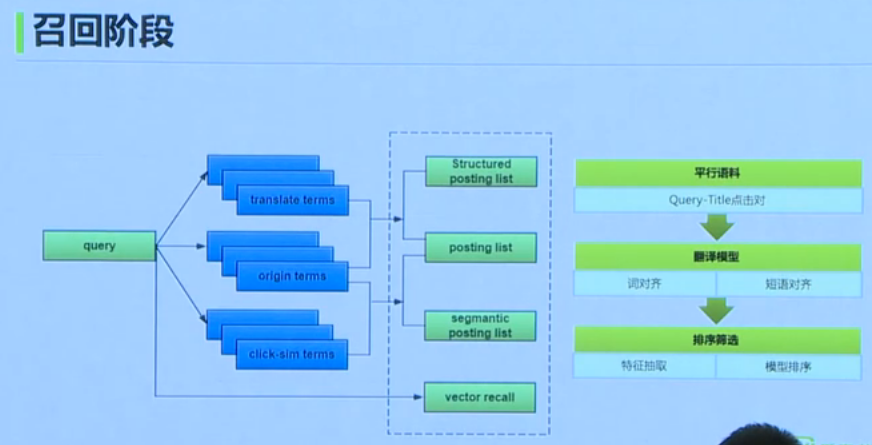 召回阶段
query
translate terms
origin terms
click-sim terms
Structured
posting list
posting list
segmantic
posting list
vector recall
平行语料
Query-Title点击对
翻译模型
词对齐
短语对齐
排序筛选
特征抽取
模型排序